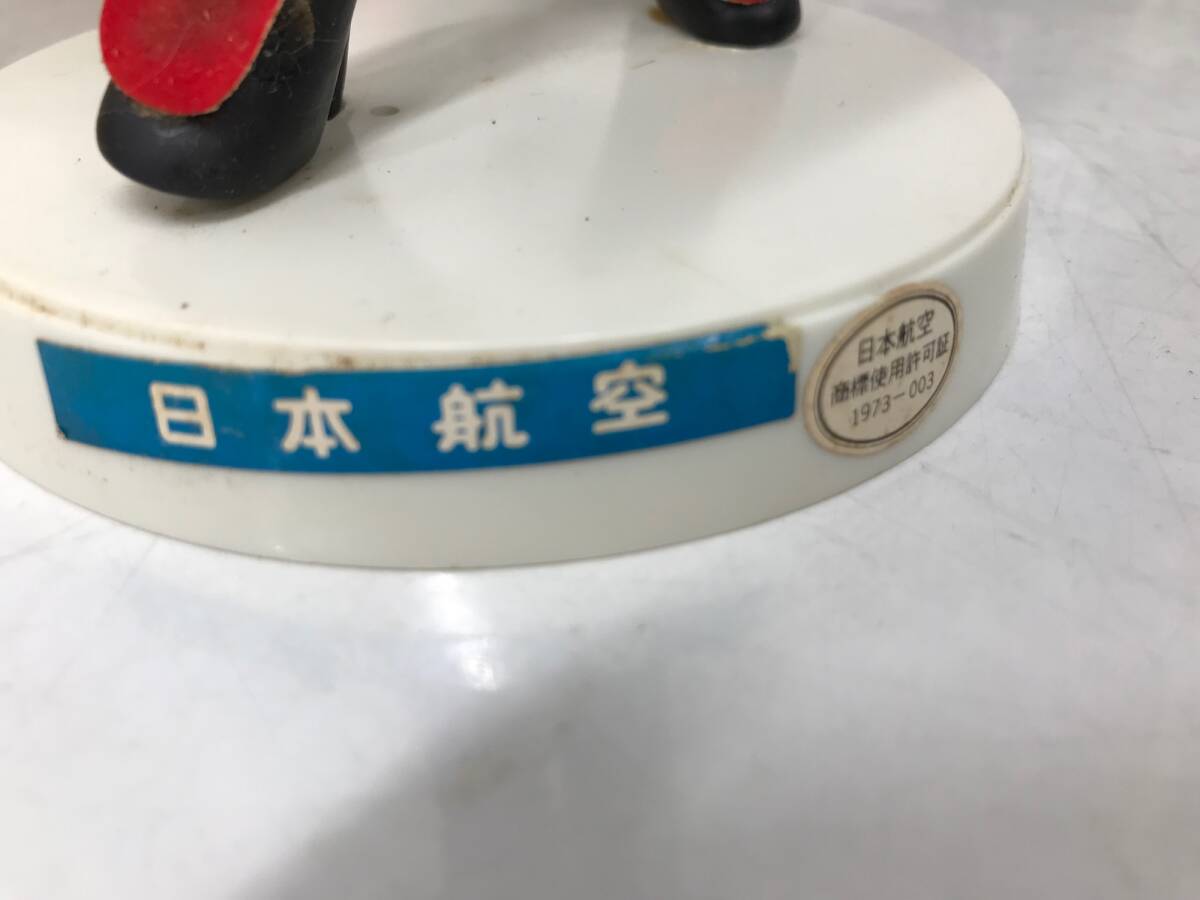 日本航空
日本航空
商標使用許可証
1973-003